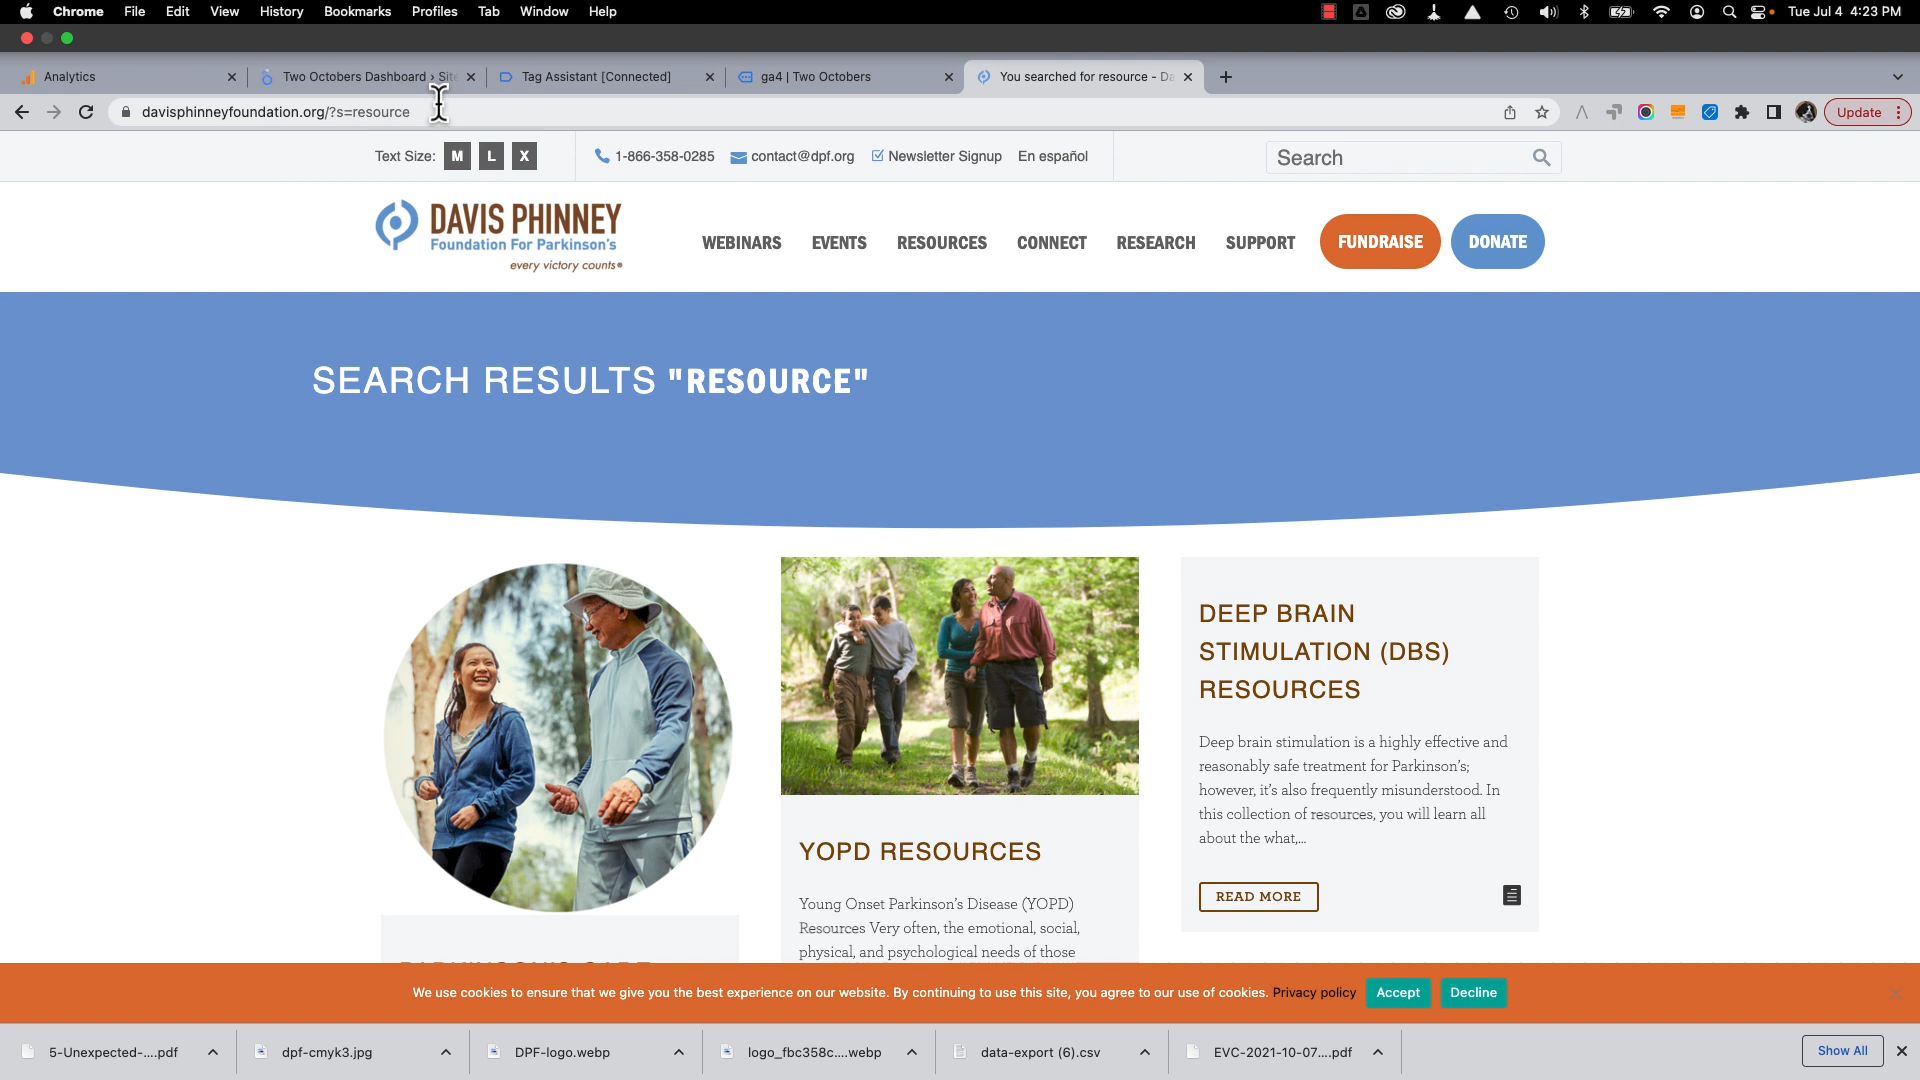 Chrome File Edit View History Bookmarks Profiles Tab Window Help
Tue Jul 4 4:23 PM
Analytics
Two Octobers Dashboard › Site
Tag Assistant [Connected]
ga4 | Two Octobers
You searched for resource - Da
davisphinneyfoundation.org/?s=resource
Update
Text Size: M L X
1-866-358-0285
contact@dpf.org
Newsletter Signup
En español
Search
DAVIS PHINNEY
Foundation For Parkinson's
every victory counts®
WEBINARS
EVENTS
RESOURCES
CONNECT
RESEARCH
SUPPORT
FUNDRAISE
DONATE
SEARCH RESULTS "RESOURCE"
YOPD RESOURCES
Young Onset Parkinson's Disease (YOPD)
Resources Very often, the emotional, social,
physical, and psychological needs of those
DEEP BRAIN
STIMULATION (DBS)
RESOURCES
Deep brain stimulation is a highly effective and
reasonably safe treatment for Parkinson's;
however, it's also frequently misunderstood. In
this collection of resources, you will learn all
about the what,...
READ MORE
We use cookies to ensure that we give you the best experience on our website. By continuing to use this site, you agree to our use of cookies. Privacy policy
Accept
Decline
5-Unexpected-....pdf
dpf-cmyk3.jpg
DPF-logo.webp
logo_fbc358c....webp
data-export (6).csv
EVC-2021-10-07....pdf
Show All